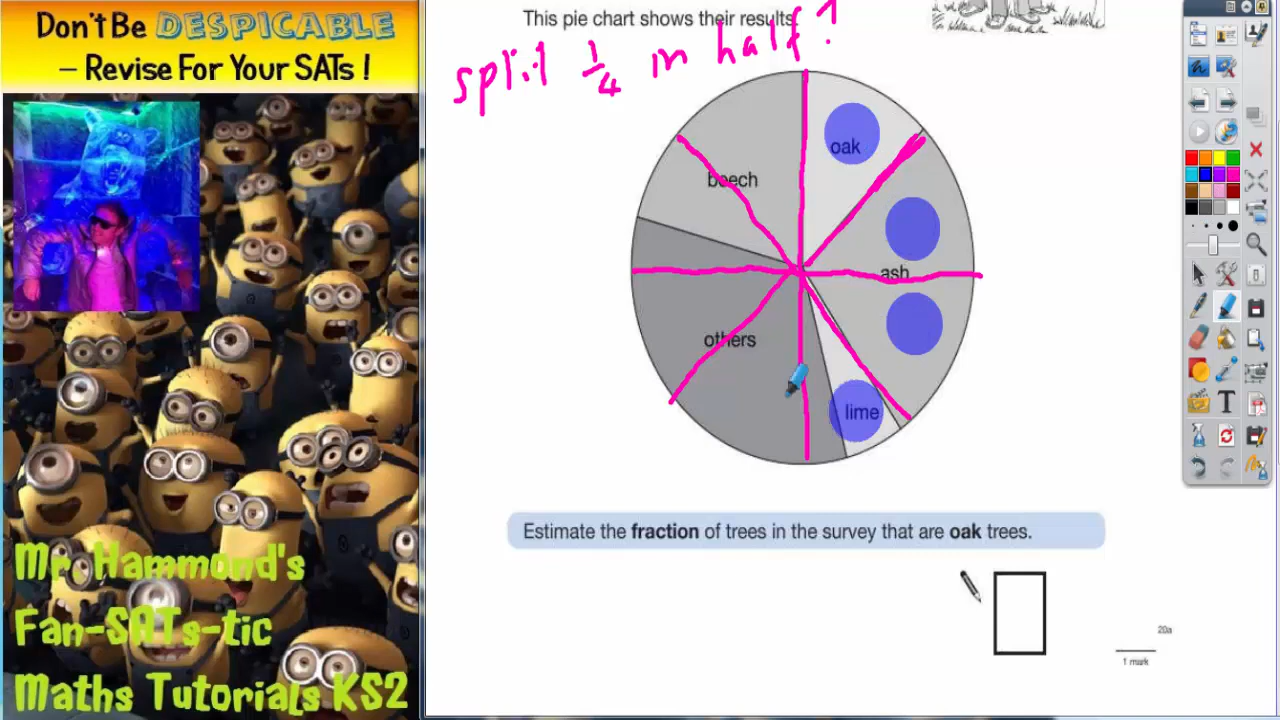 Don't Be DESPICABLE
– Revise For Your SATs !
Mr. Hammond's
Fan-SATs-tic
Maths Tutorials KS2
This pie chart shows their results.
split 1/4 in half?
oak
beech
ash
others
lime
Estimate the fraction of trees in the survey that are oak trees.
20a
1 mark